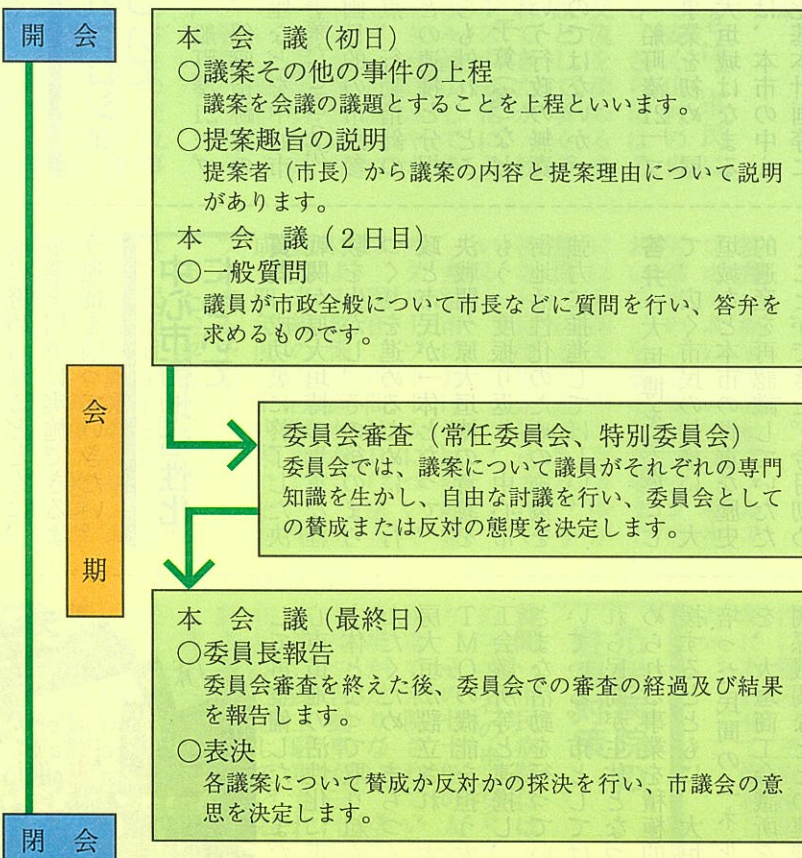 開　会
本　会　議（初日）
○議案その他の事件の上程
議案を会議の議題とすることを上程といいます。
○提案趣旨の説明
提案者（市長）から議案の内容と提案理由について説明
があります。
本　会　議（２日目）
○一般質問
議員が市政全般について市長などに質問を行い、答弁を
求めるものです。
会
期
委員会審査（常任委員会、特別委員会）
委員会では、議案について議員がそれぞれの専門
知識を生かし、自由な討議を行い、委員会として
の賛成または反対の態度を決定します。
本　会　議（最終日）
○委員長報告
委員会審査を終えた後、委員会での審査の経過及び結果
を報告します。
○表決
各議案について賛成か反対かの採決を行い、市議会の意
思を決定します。
閉　会